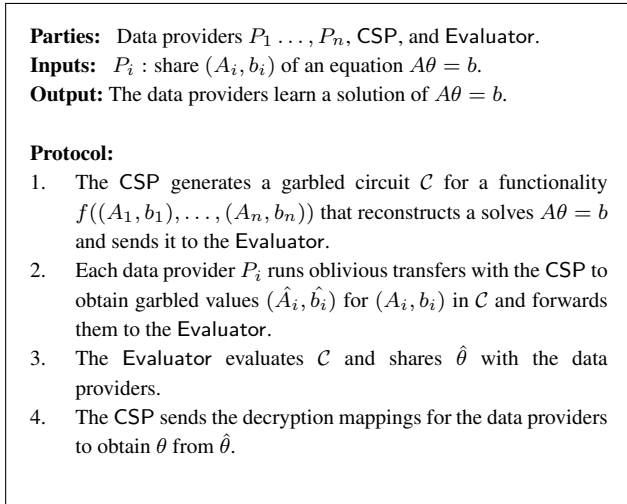 Parties: Data providers P₁ . . . , Pₙ, CSP, and Evaluator.
Inputs: Pᵢ : share (Aᵢ, bᵢ) of an equation Aθ = b.
Output: The data providers learn a solution of Aθ = b.
Protocol:
1. The CSP generates a garbled circuit 𝒞 for a functionality
f((A₁, b₁), . . . , (Aₙ, bₙ)) that reconstructs a solves Aθ = b
and sends it to the Evaluator.
2. Each data provider Pᵢ runs oblivious transfers with the CSP to
obtain garbled values (Âᵢ, b̂ᵢ) for (Aᵢ, bᵢ) in 𝒞 and forwards
them to the Evaluator.
3. The Evaluator evaluates 𝒞 and shares θ̂ with the data
providers.
4. The CSP sends the decryption mappings for the data providers
to obtain θ from θ̂.